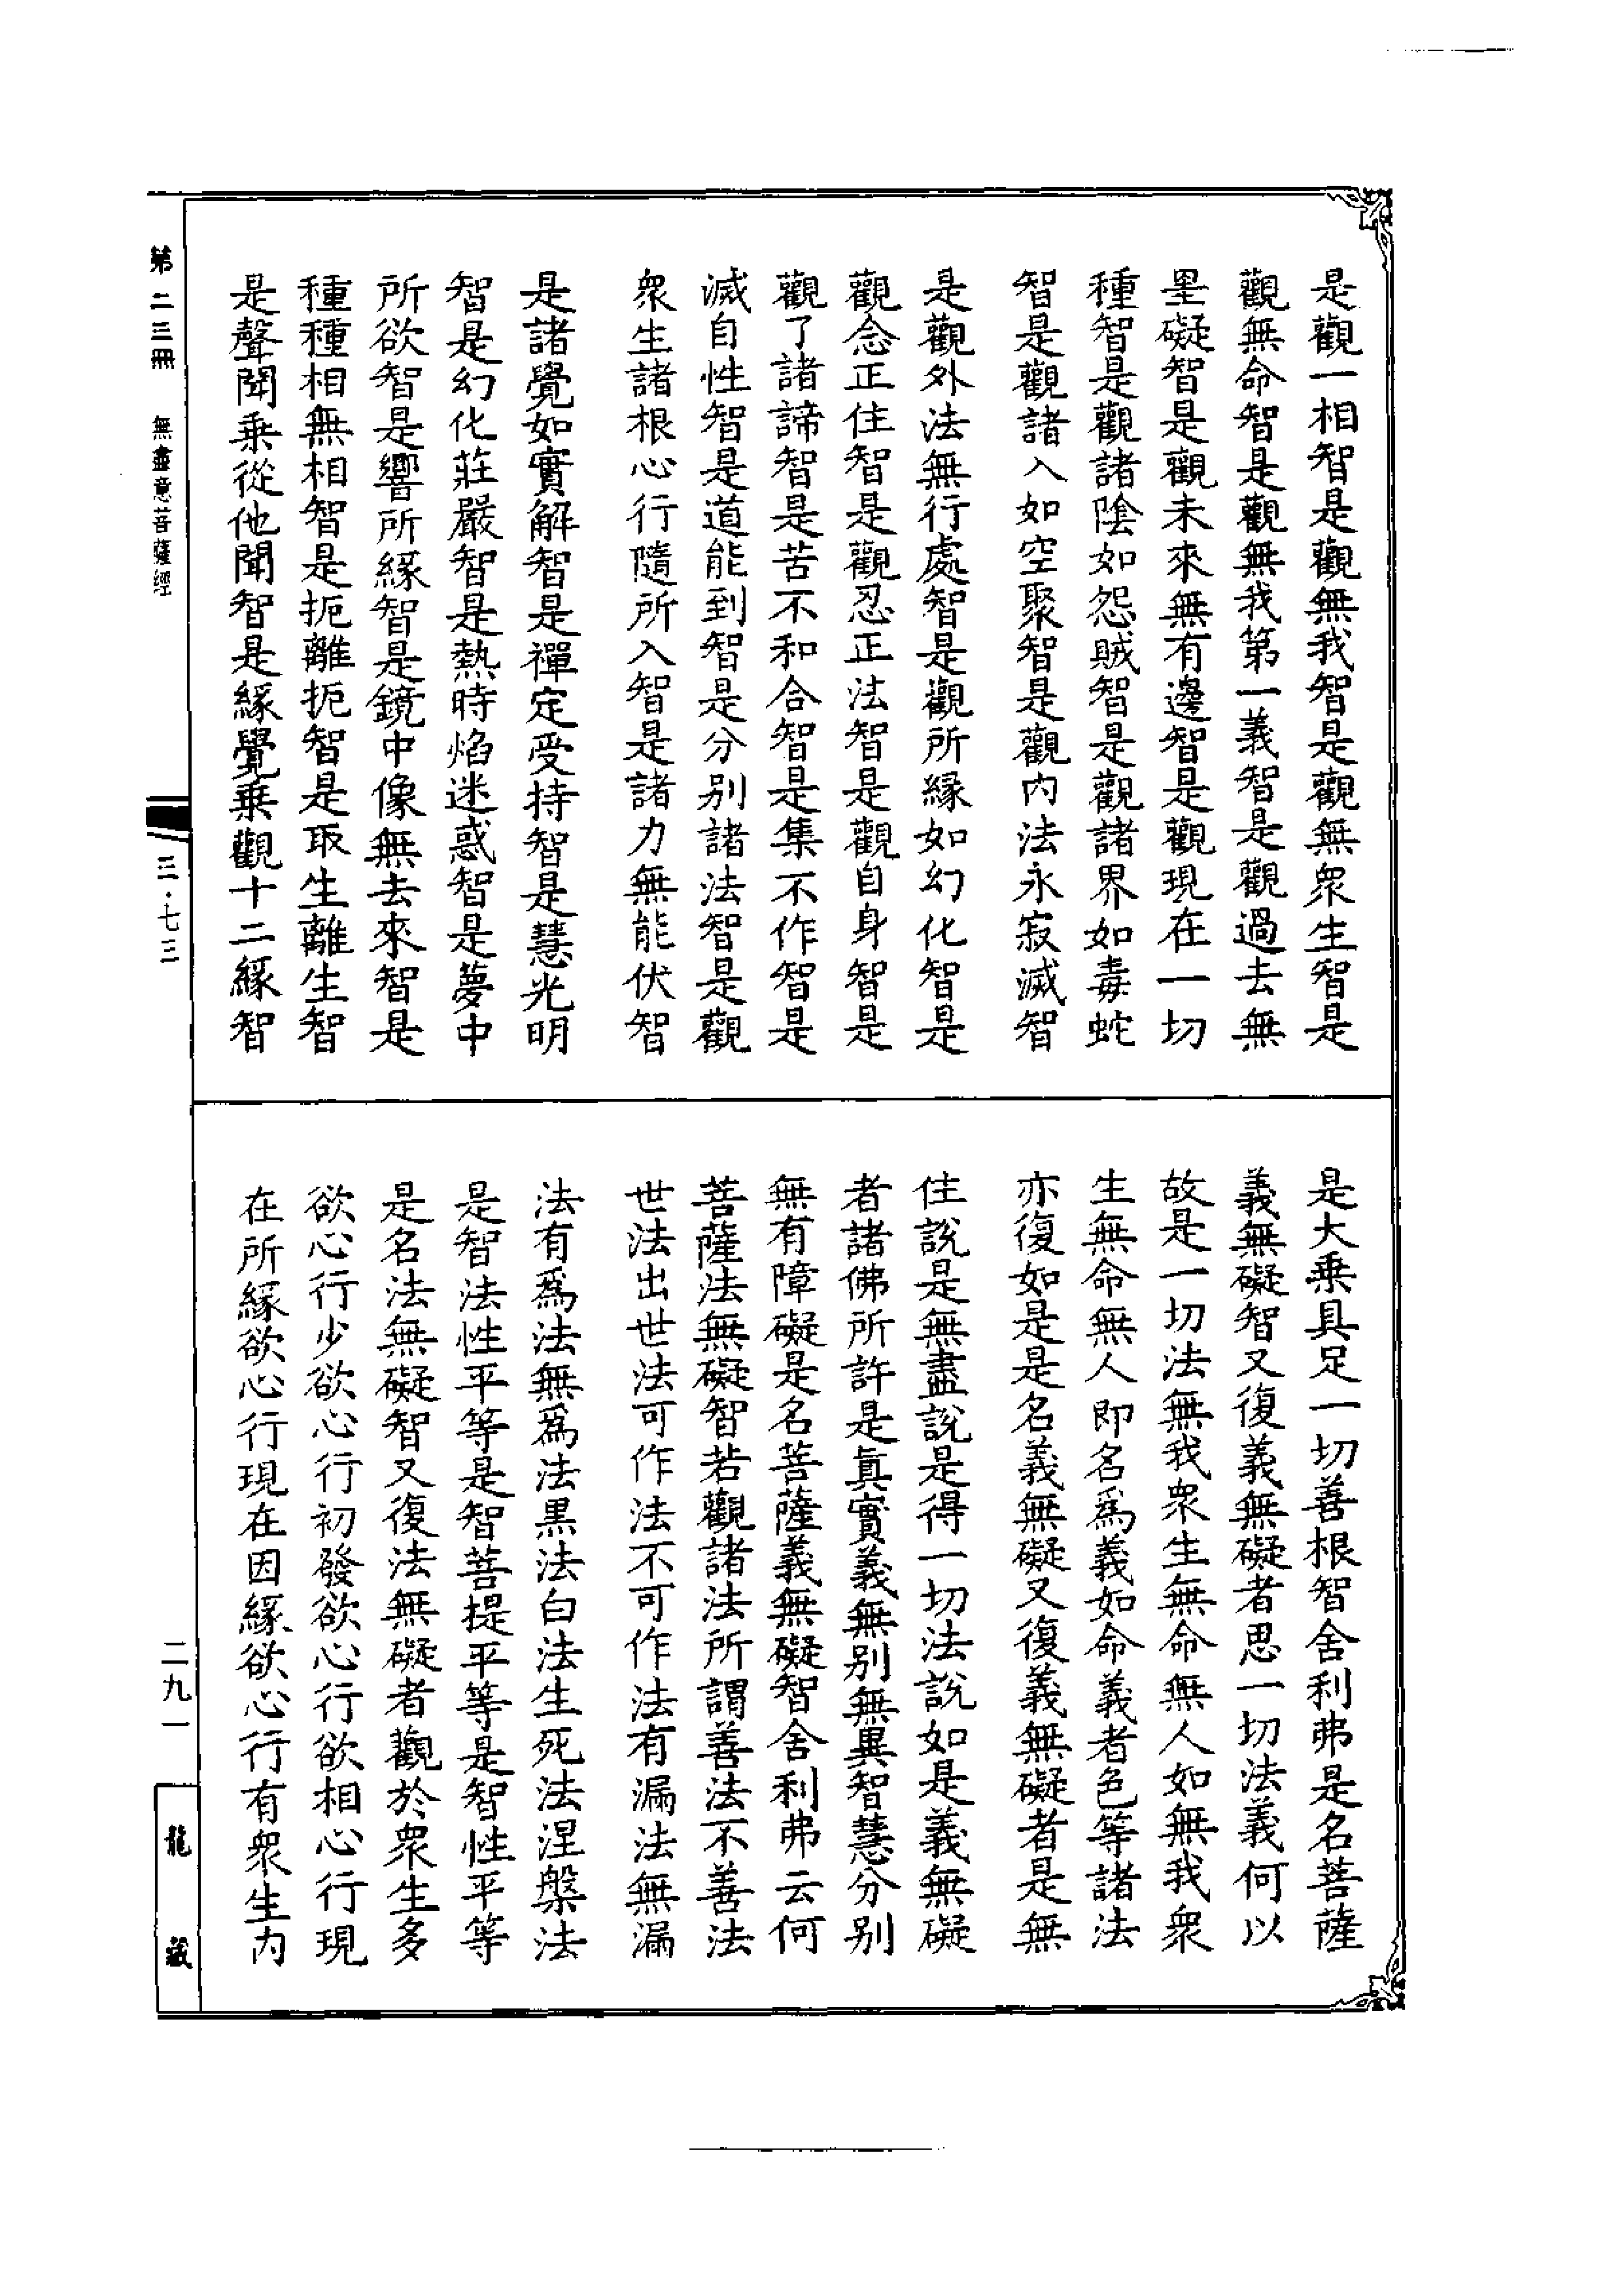 是觀一相智是觀無我智是觀無衆生智是
觀無命智是觀無我第一義智是觀過去無
罣礙智是觀未來無有邊智是觀現在一切
種智是觀諸陰如怨賊智是觀諸界如毒蛇
智是觀諸入如空聚智是觀内法永寂滅智
是觀外法無行處智是觀所緣如幻化智是
觀念正住智是觀忍正法智是觀自身智是
觀了諸諦智是苦不和合智是集不作智是
滅自性智是道能到智是分别諸法智是觀
衆生諸根心行隨所入智是諸力無能伏智
是諸覺如實解智是禪定受持智是慧光明
智是幻化莊嚴智是熱時焰迷惑智是夢中
所欲智是響所緣智是鏡中像無去來智是
種種相無相智是扼離扼智是取生離生智
是聲聞乗從他聞智是緣覺乗觀十二緣智
是大乗具足一切善根智舍利弗是名菩薩
義無礙智又復義無礙者思一切法義何以
故是一切法無我衆生無命無人如無我衆
生無命無人即名爲義如命義者色等諸法
亦復如是是名義無礙又復義無礙者是無
住説是無盡説是得一切法説如是義無礙
者諸佛所許是眞實義無別無異智慧分别
無有障礙是名菩薩義無礙智舍利弗云何
菩薩法無礙智若觀諸法所謂善法不善法
世法出世法可作法不可作法有漏法無漏
法有爲法無爲法黒法白法生死法涅槃法
是智法性平等是智菩提平等是智性平等
是名法無礙智又復法無礙者觀於衆生多
欲心行少欲心行初發欲心行欲相心行現
在所緣欲心行現在因緣欲心行有衆生内
第二三冊 無盡意菩薩經
三·七三
二九一
龍藏